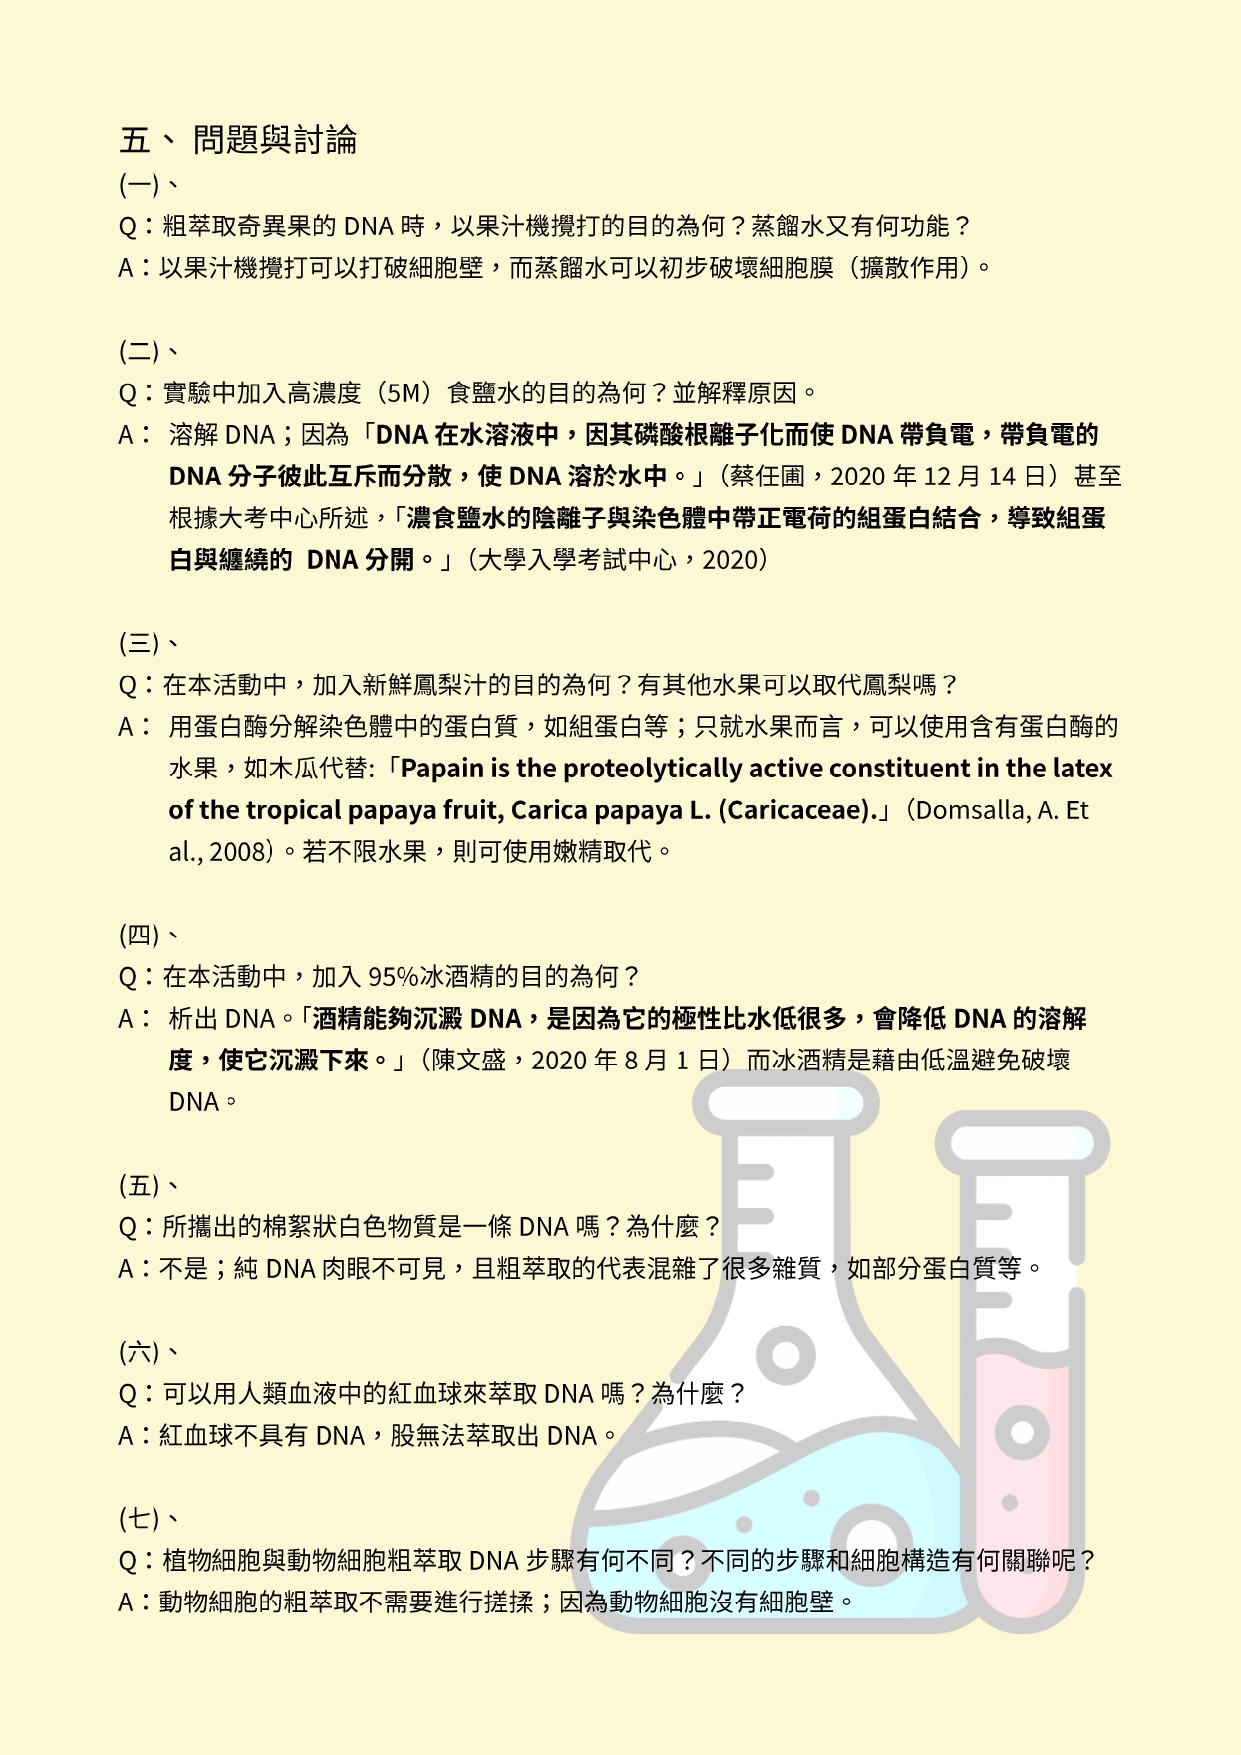 五、 問題與討論
(一)、
Q：粗萃取奇異果的 DNA 時，以果汁機攪打的目的為何？蒸餾水又有何功能？
A：以果汁機攪打可以打破細胞壁，而蒸餾水可以初步破壞細胞膜（擴散作用）。
(二)、
Q：實驗中加入高濃度（5M）食鹽水的目的為何？並解釋原因。
A： 溶解 DNA；因為「DNA 在水溶液中，因其磷酸根離子化而使 DNA 帶負電，帶負電的
DNA 分子彼此互斥而分散，使 DNA 溶於水中。」（蔡任圃，2020 年 12 月 14 日）甚至
根據大考中心所述，「濃食鹽水的陰離子與染色體中帶正電荷的組蛋白結合，導致組蛋
白與纏繞的 DNA 分開。」（大學入學考試中心，2020）
(三)、
Q：在本活動中，加入新鮮鳳梨汁的目的為何？有其他水果可以取代鳳梨嗎？
A： 用蛋白酶分解染色體中的蛋白質，如組蛋白等；只就水果而言，可以使用含有蛋白酶的
水果，如木瓜代替:「Papain is the proteolytically active constituent in the latex
of the tropical papaya fruit, Carica papaya L. (Caricaceae).」（Domsalla, A. Et
al., 2008）。若不限水果，則可使用嫩精取代。
(四)、
Q：在本活動中，加入 95%冰酒精的目的為何？
A： 析出 DNA。「酒精能夠沉澱 DNA，是因為它的極性比水低很多，會降低 DNA 的溶解
度，使它沉澱下來。」（陳文盛，2020 年 8 月 1 日）而冰酒精是藉由低溫避免破壞
DNA。
(五)、
Q：所攜出的棉絮狀白色物質是一條 DNA 嗎？為什麼？
A：不是；純 DNA 肉眼不可見，且粗萃取的代表混雜了很多雜質，如部分蛋白質等。
(六)、
Q：可以用人類血液中的紅血球來萃取 DNA 嗎？為什麼？
A：紅血球不具有 DNA，股無法萃取出 DNA。
(七)、
Q：植物細胞與動物細胞粗萃取 DNA 步驟有何不同？不同的步驟和細胞構造有何關聯呢？
A：動物細胞的粗萃取不需要進行搓揉；因為動物細胞沒有細胞壁。